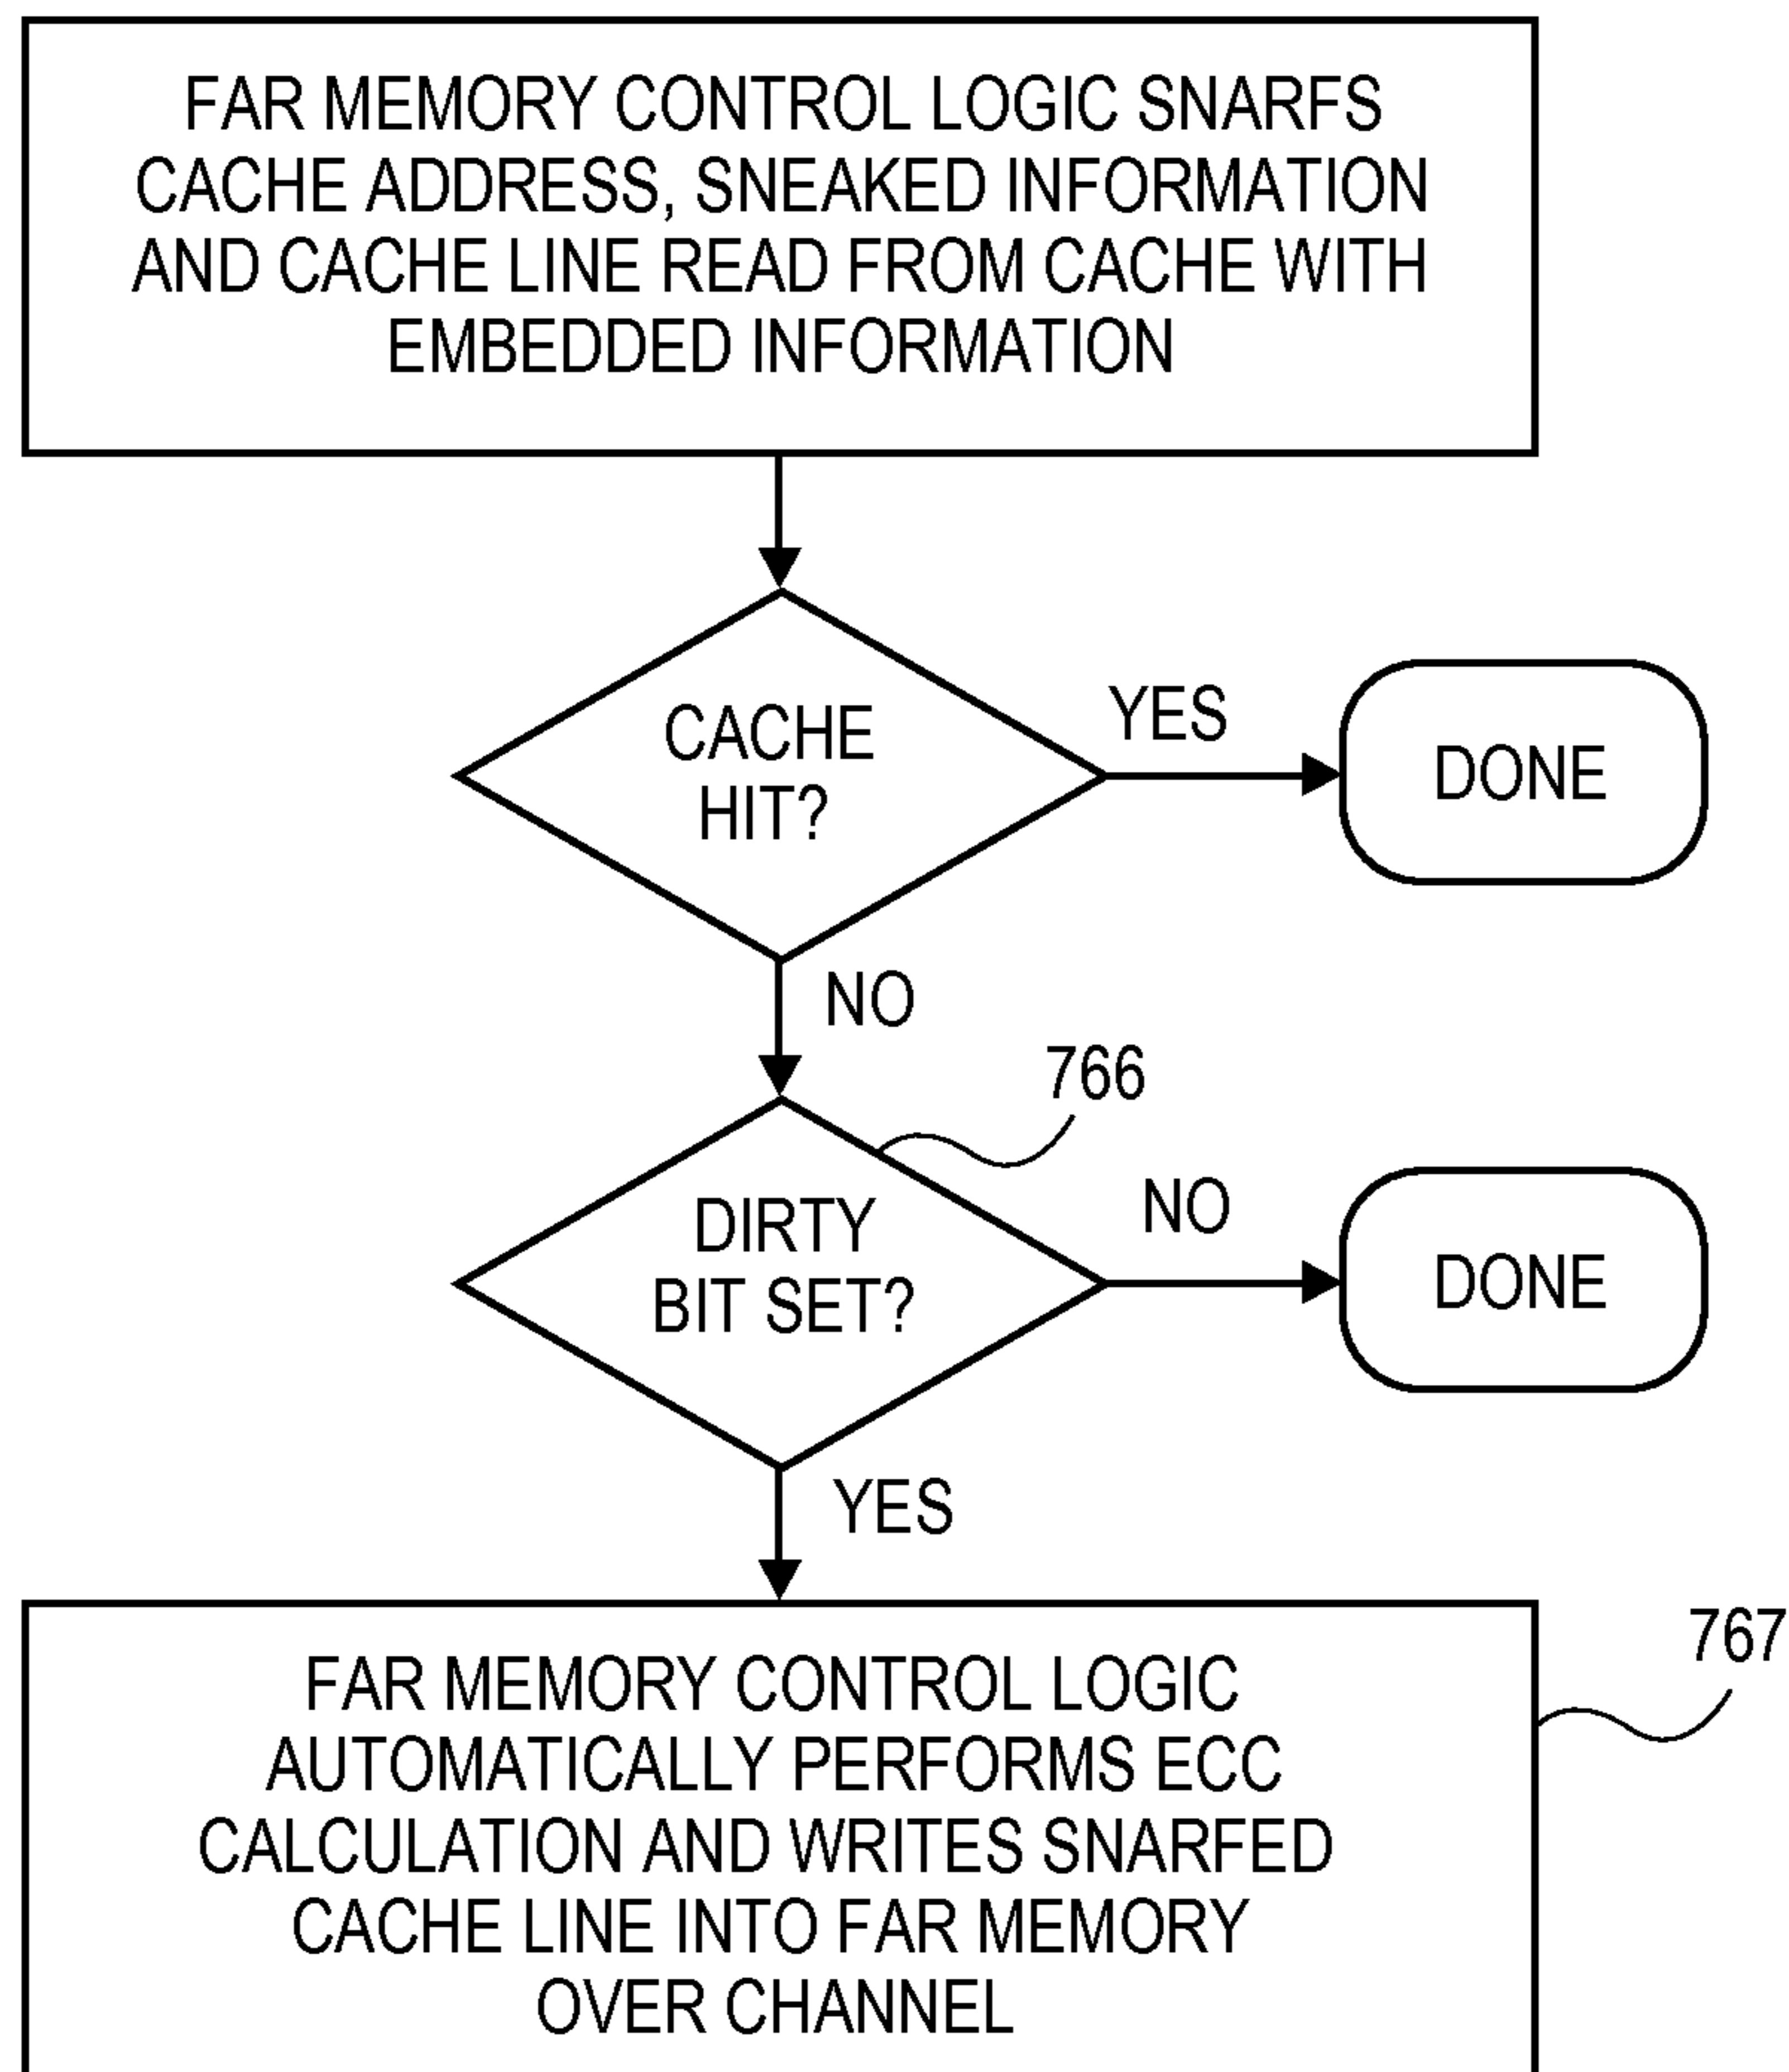 FAR MEMORY CONTROL LOGIC SNARFS
CACHE ADDRESS, SNEAKED INFORMATION
AND CACHE LINE READ FROM CACHE WITH
EMBEDDED INFORMATION
CACHE
HIT?
YES
DONE
NO
766
DIRTY
BIT SET?
NO
DONE
YES
767
FAR MEMORY CONTROL LOGIC
AUTOMATICALLY PERFORMS ECC
CALCULATION AND WRITES SNARFED
CACHE LINE INTO FAR MEMORY
OVER CHANNEL